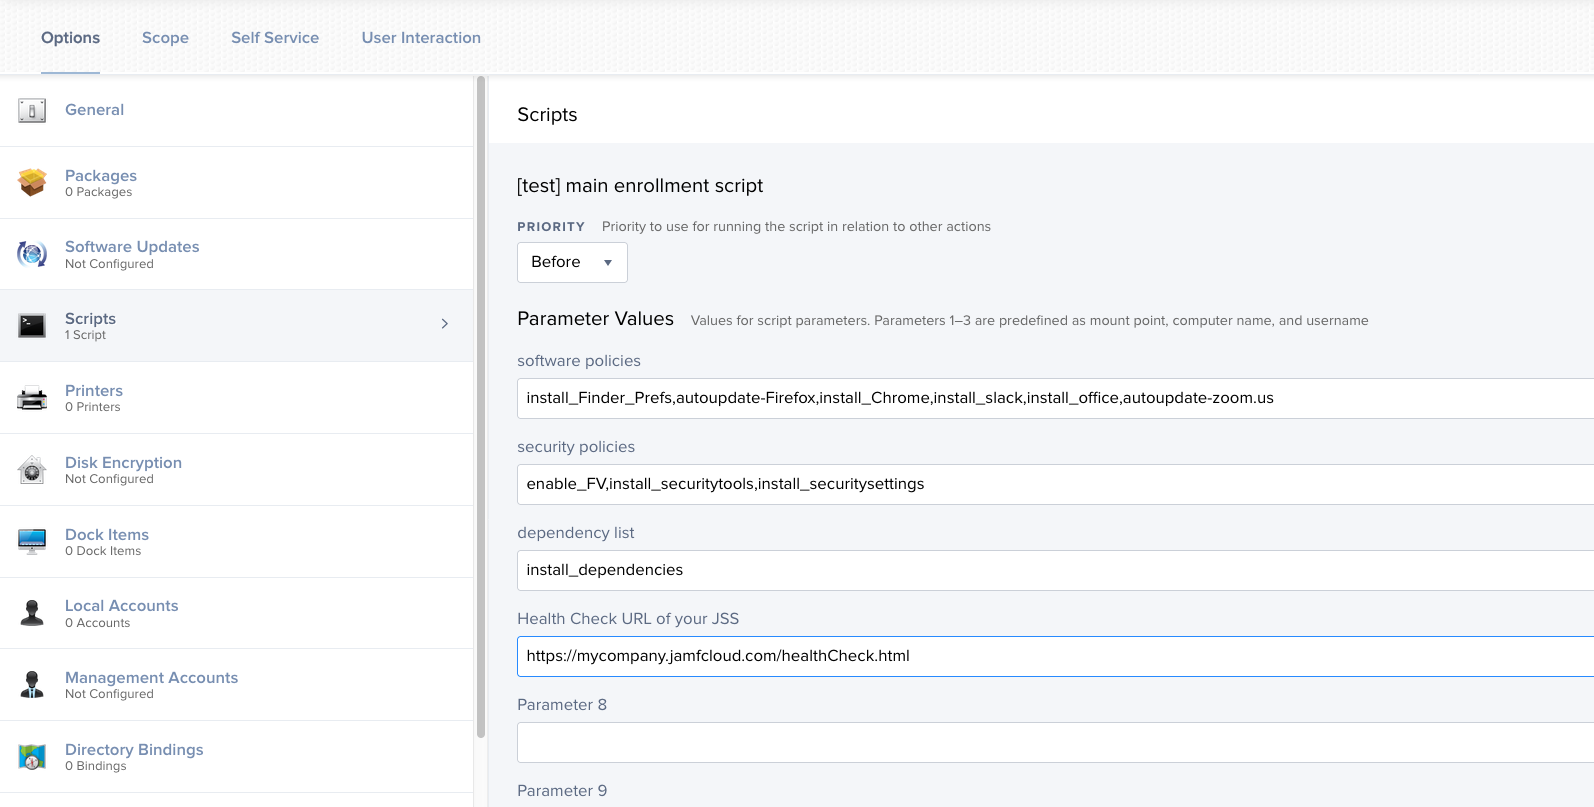 Options Scope Self Service User Interaction
General
Packages
0 Packages
Software Updates
Not Configured
Scripts
1 Script
Printers
0 Printers
Disk Encryption
Not Configured
Dock Items
0 Dock Items
Local Accounts
0 Accounts
Management Accounts
Not Configured
Directory Bindings
0 Bindings
Scripts
[test] main enrollment script
PRIORITY Priority to use for running the script in relation to other actions
Before
Parameter Values Values for script parameters. Parameters 1–3 are predefined as mount point, computer name, and username
software policies
install_Finder_Prefs,autoupdate-Firefox,install_Chrome,install_slack,install_office,autoupdate-zoom.us
security policies
enable_FV,install_securitytools,install_securitysettings
dependency list
install_dependencies
Health Check URL of your JSS
https://mycompany.jamfcloud.com/healthCheck.html
Parameter 8
Parameter 9